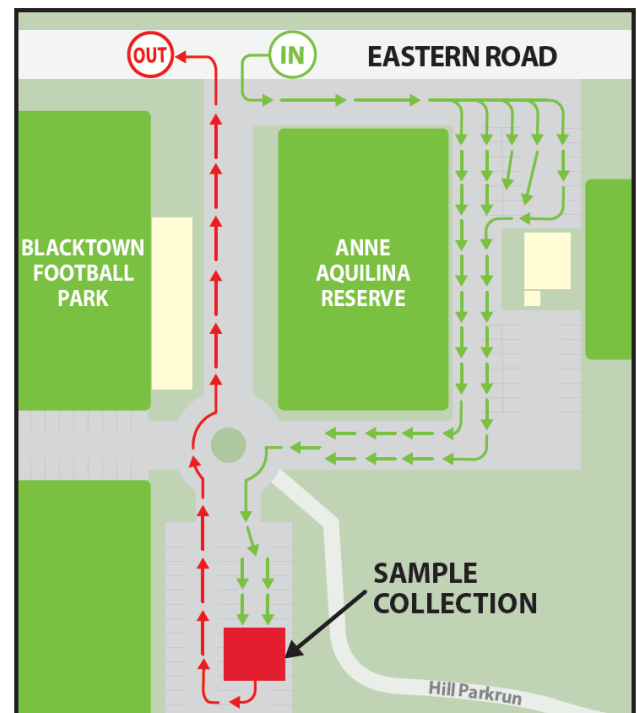 OUT
IN
EASTERN ROAD
BLACKTOWN
FOOTBALL
PARK
ANNE
AQUILINA
RESERVE
SAMPLE
COLLECTION
Hill Parkrun